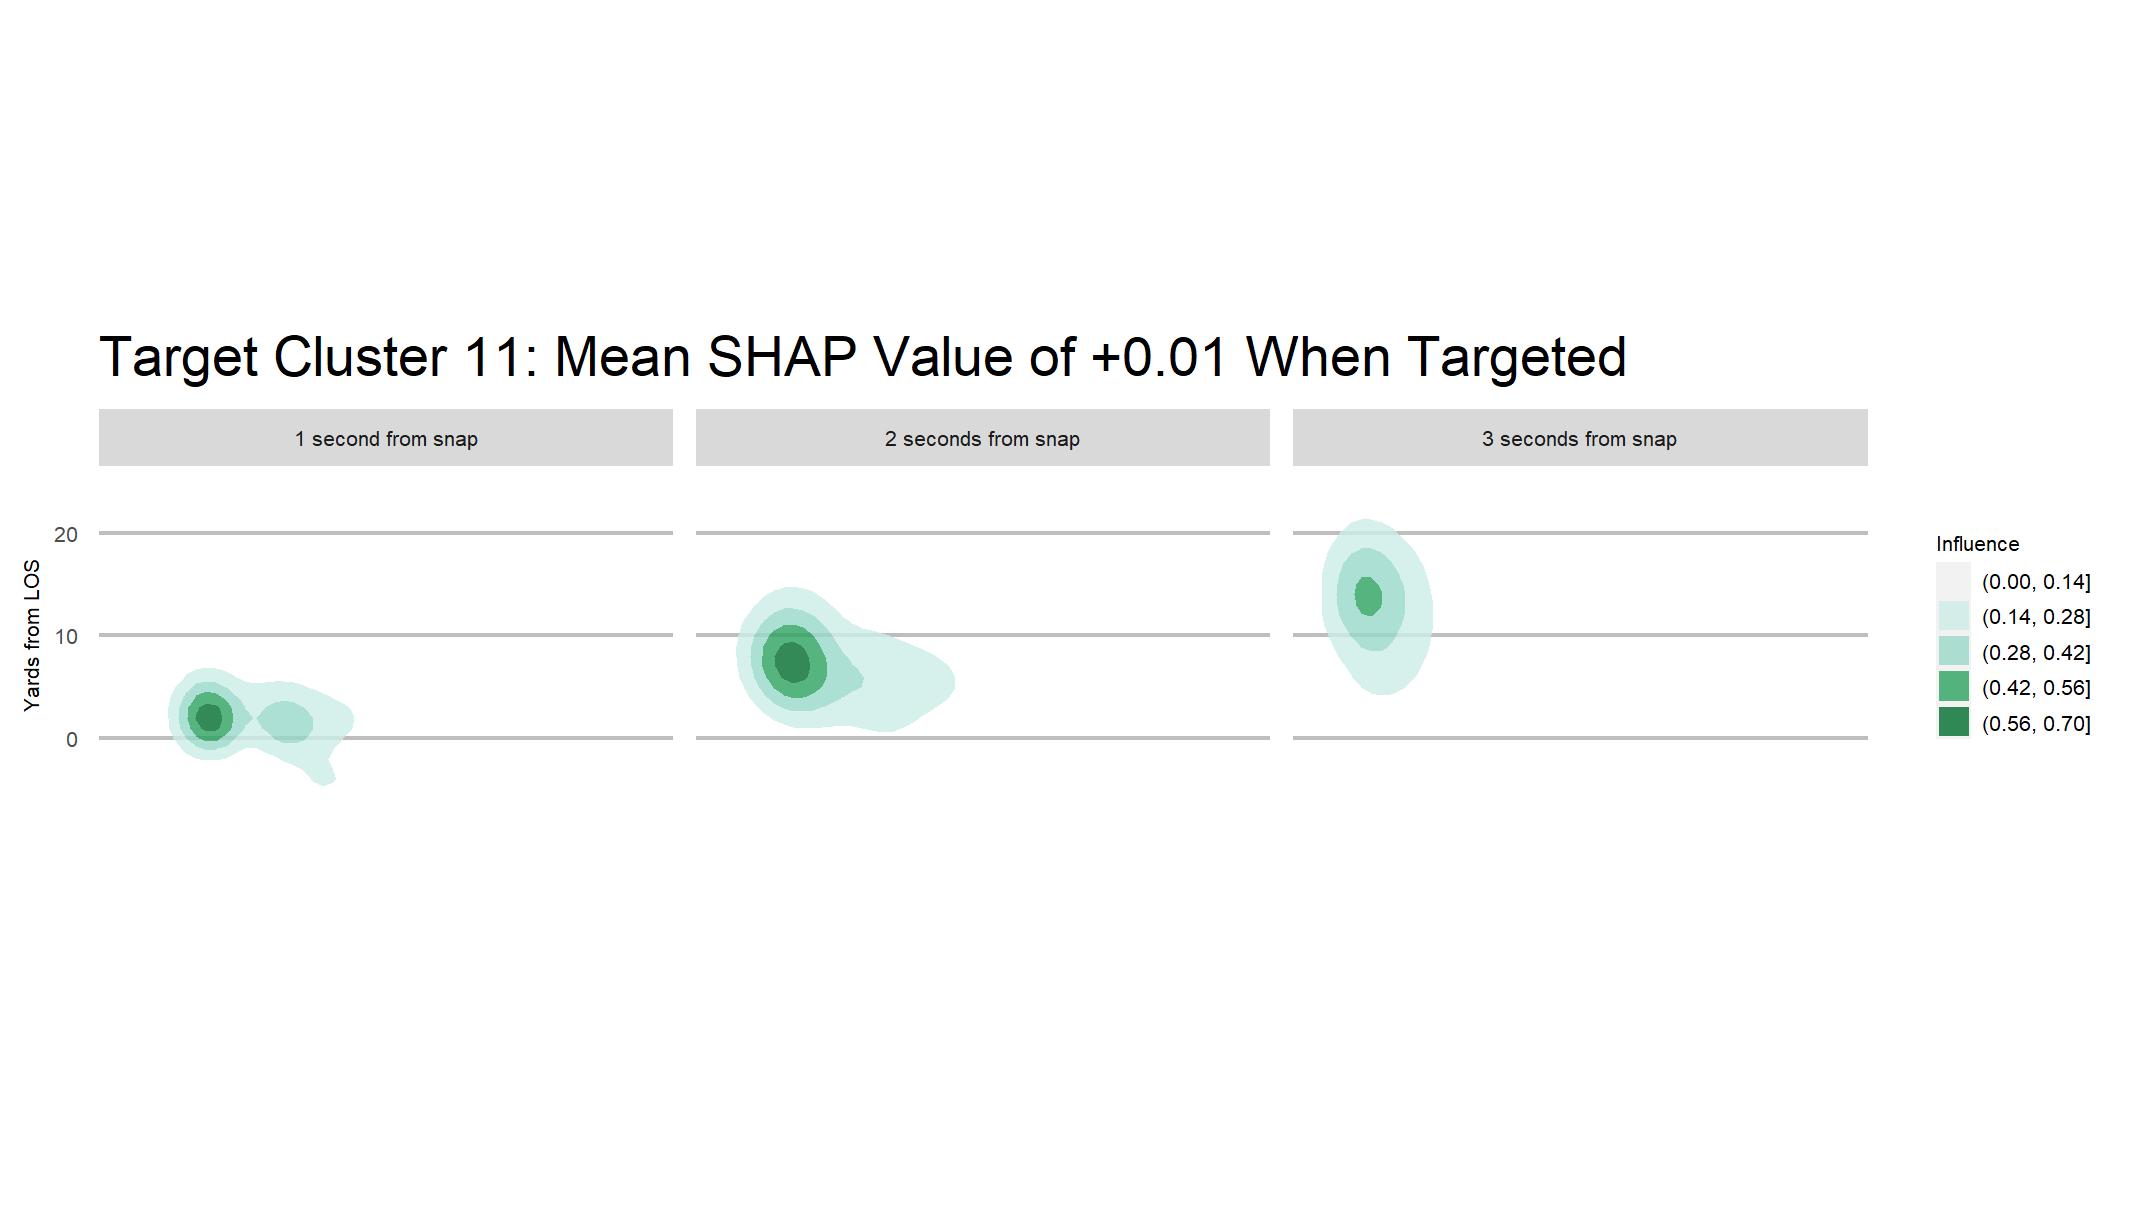 Target Cluster 11: Mean SHAP Value of +0.01 When Targeted
1 second from snap
2 seconds from snap
3 seconds from snap
Yards from LOS
20
10
0
Influence
(0.00, 0.14]
(0.14, 0.28]
(0.28, 0.42]
(0.42, 0.56]
(0.56, 0.70]